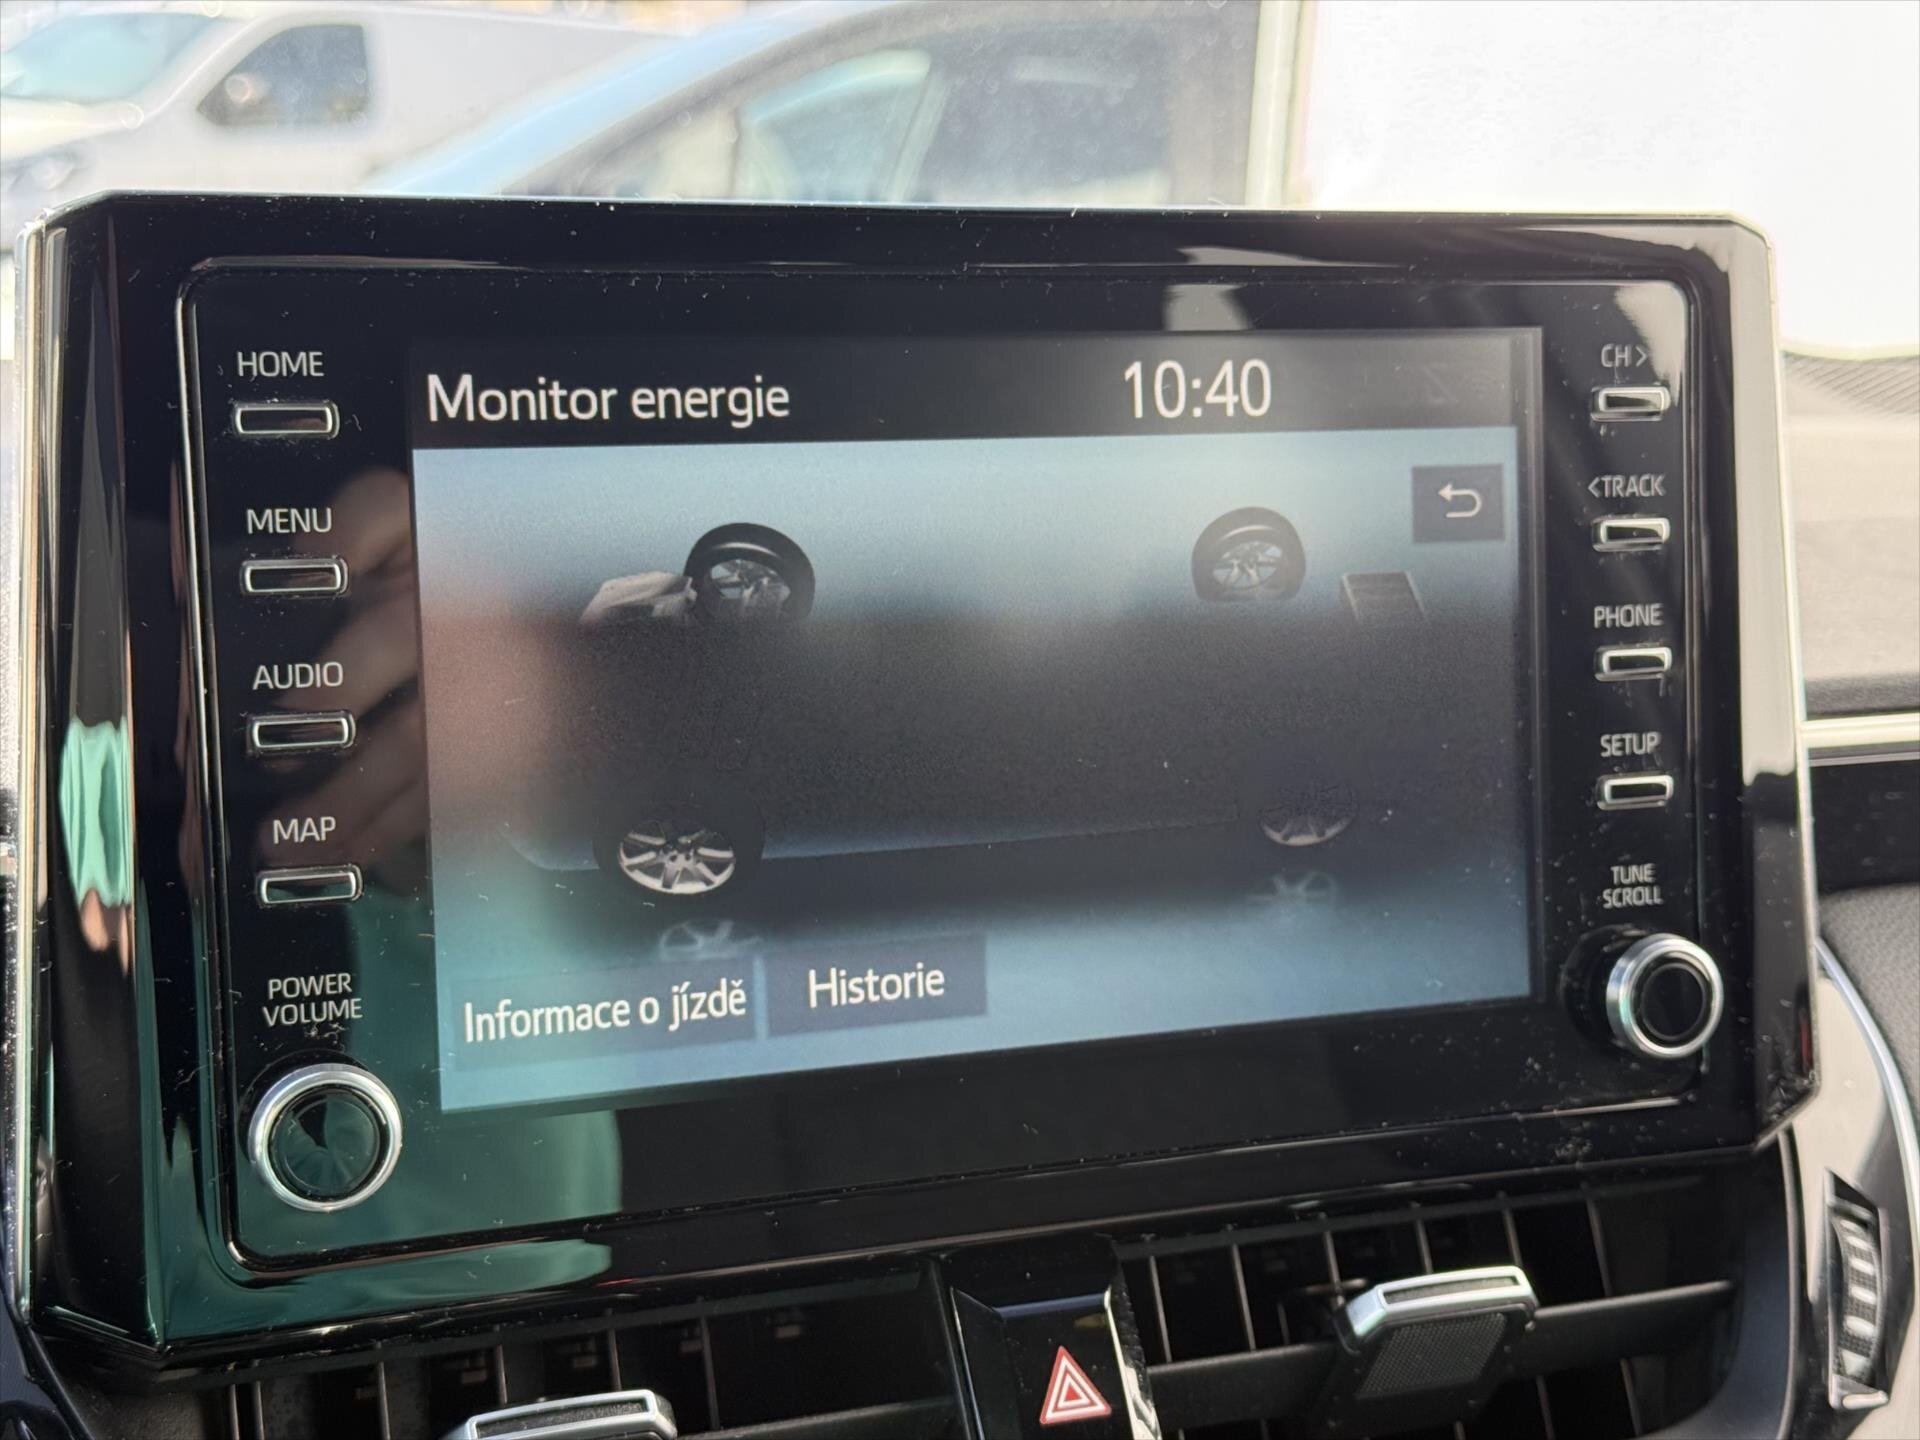 HOME
MENU
AUDIO
MAP
POWER
VOLUME
Monitor energie
10:40
Informace o jízdě
Historie
CH >
<TRACK
PHONE
SETUP
TUNE
SCROLL